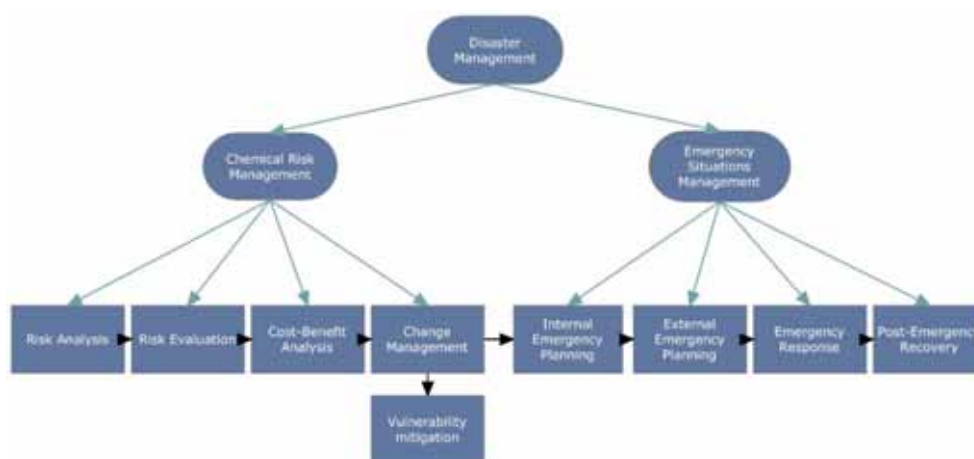 Disaster
Management
Chemical Risk
Management
Emergency
Situations
Management
Risk Analysis
Risk Evaluation
Cost-Benefit
Analysis
Change
Management
Internal
Emergency
Planning
External
Emergency
Planning
Emergency
Response
Post-Emergency
Recovery
Vulnerability
mitigation